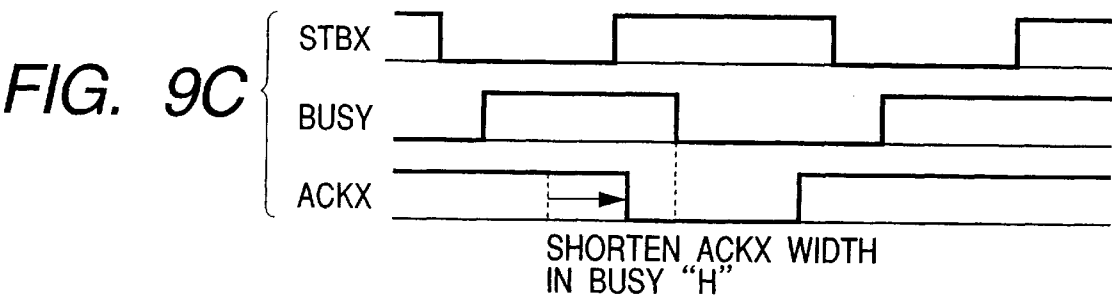 FIG. 9C
STBX
BUSY
ACKX
SHORTEN ACKX WIDTH
IN BUSY “H”